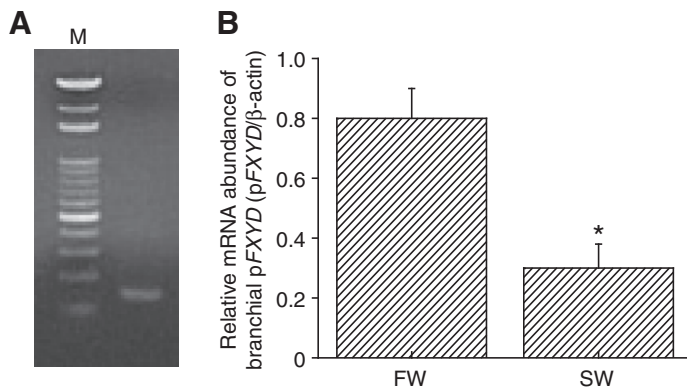 A
M
B
Relative mRNA abundance of
branchial pFXYD (pFXYD/β-actin)
1.0
0.8
0.6
0.4
0.2
0
*
FW
SW